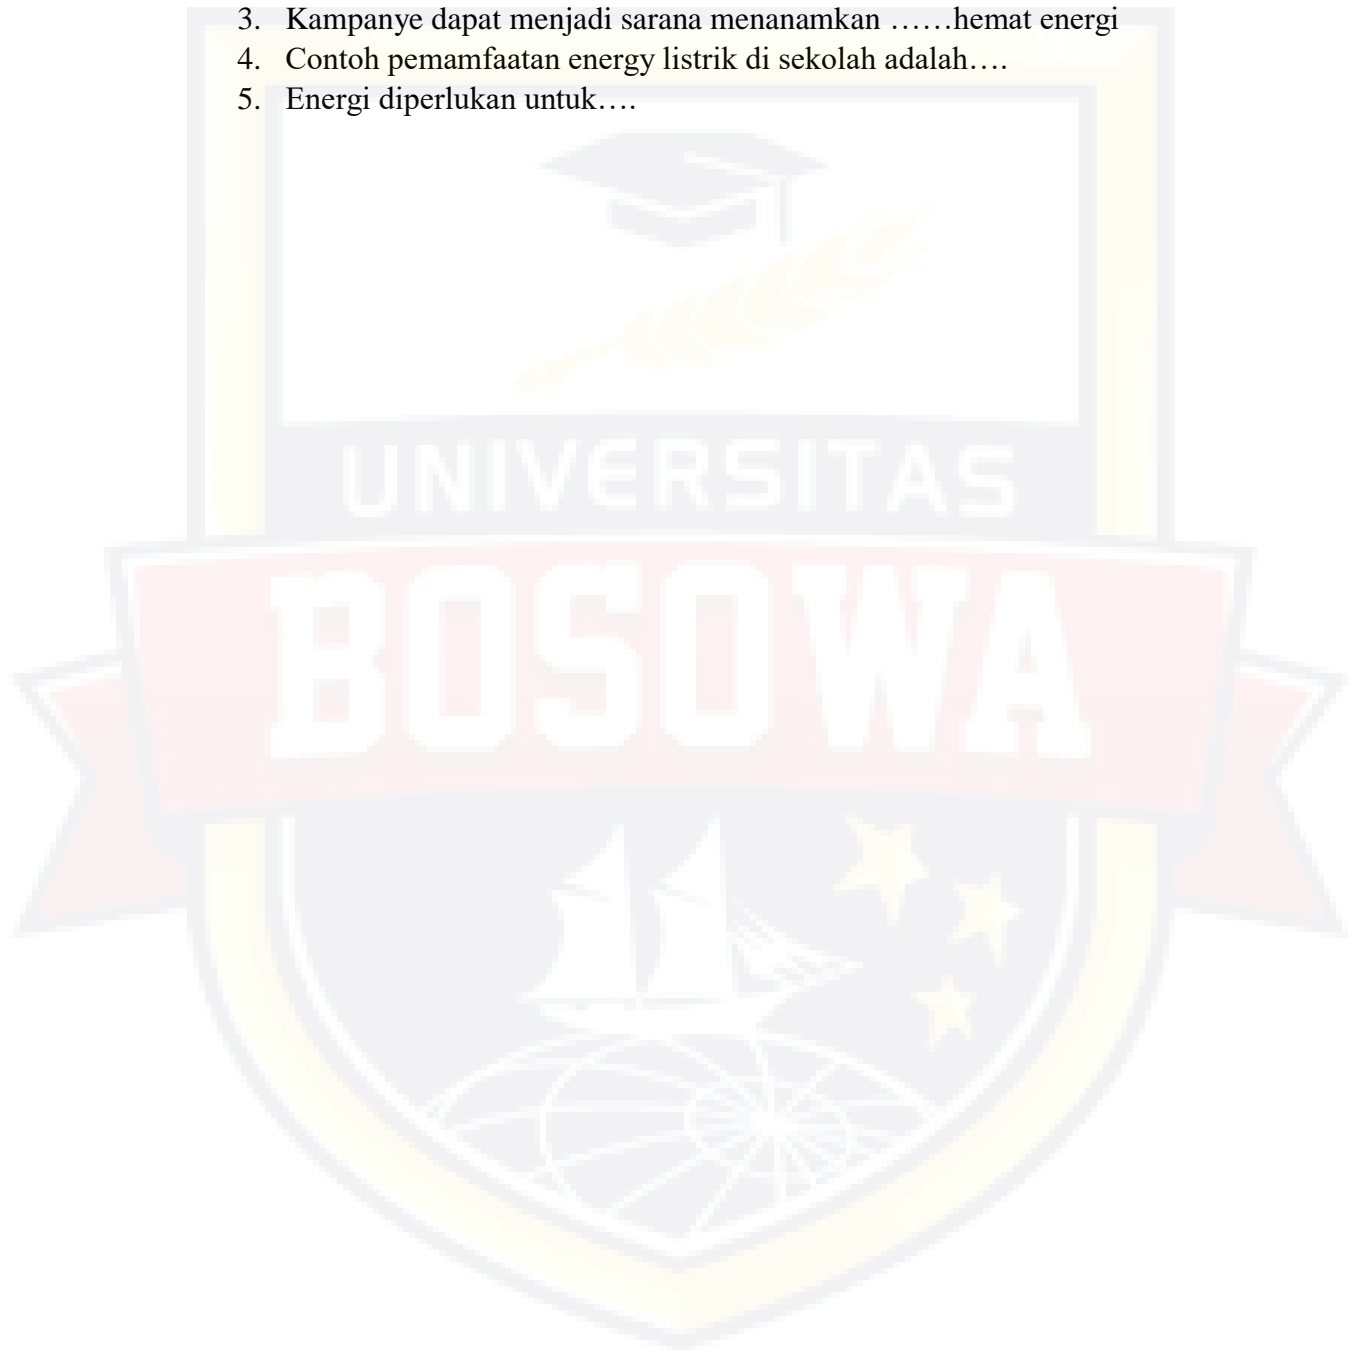 3. Kampanye dapat menjadi sarana menanamkan ……hemat energi
4. Contoh pemamfaatan energy listrik di sekolah adalah….
5. Energi diperlukan untuk….
UNIVERSITAS
BOSOWA